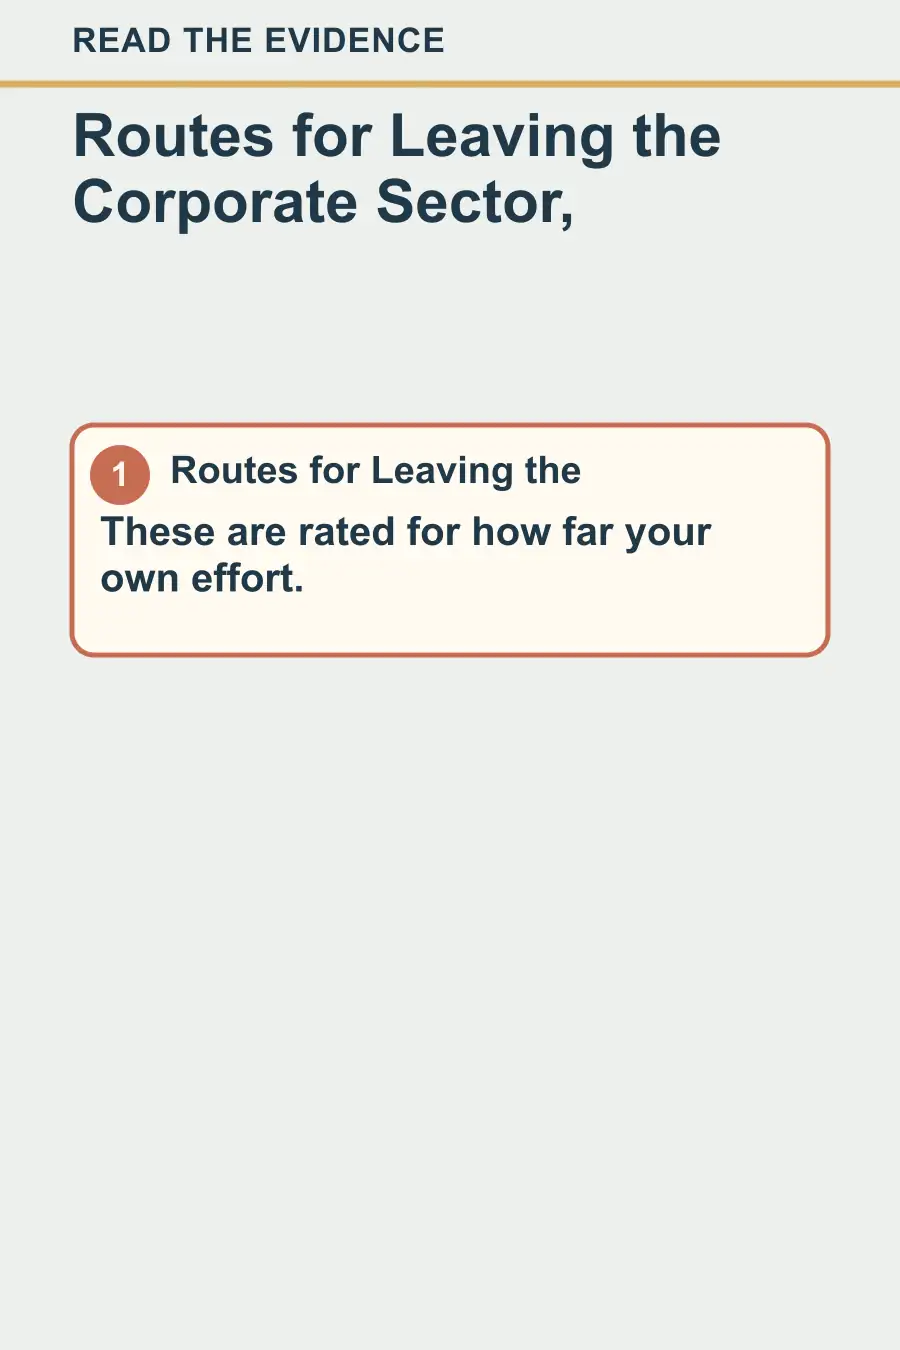 READ THE EVIDENCE
Routes for Leaving the
Corporate Sector,
1 Routes for Leaving the
These are rated for how far your
own effort.